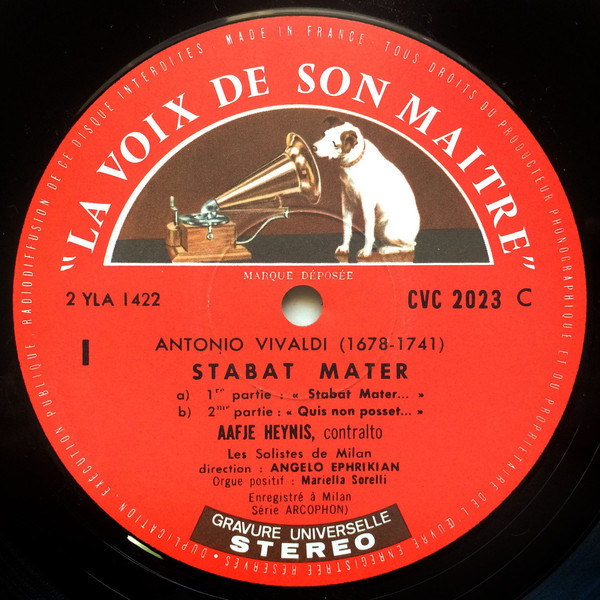 MADE IN FRANCE · TOUS DROITS DU PRODUCTEUR PHONOGRAPHIQUE ET DU PROPRIÉTAIRE DE L'ŒUVRE ENREGISTRÉE RÉSERVÉS · DUPLICATION, EXÉCUTION PUBLIQUE, RADIODIFFUSION DE CE DISQUE INTERDITES.
"LA VOIX DE SON MAITRE"
MARQUE DÉPOSÉE
2 YLA 1422
CVC 2023 C
I
ANTONIO VIVALDI (1678-1741)
STABAT MATER
a) 1re partie : « Stabat Mater... »
b) 2me partie : « Quis non posset... »
AAFJE HEYNIS, contralto
Les Solistes de Milan
direction : ANGELO EPHRIKIAN
Orgue positif : Mariella Sorelli
Enregistré à Milan
Série ARCOPHON)
GRAVURE UNIVERSELLE
STEREO